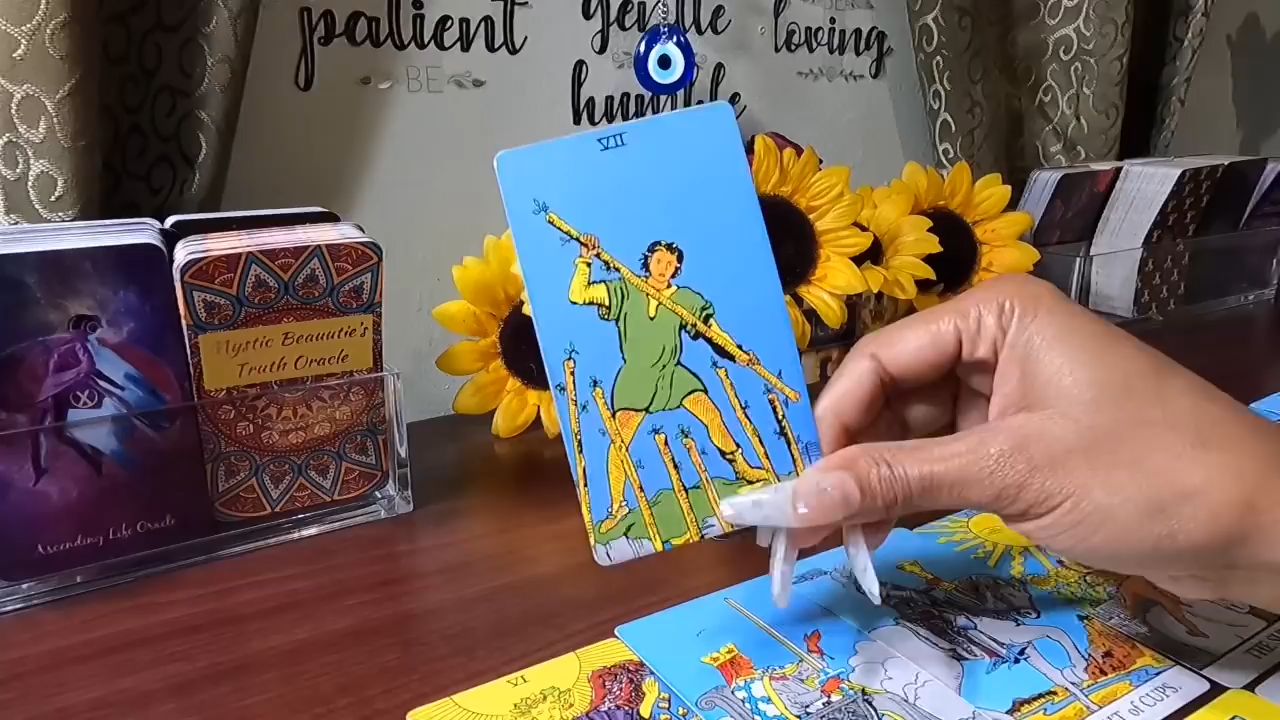 patient
gentle
loving
BE
humble
VII
Mystic Beauutie's
Truth Oracle
Ascending Life Oracle
VI
OF CUPS.